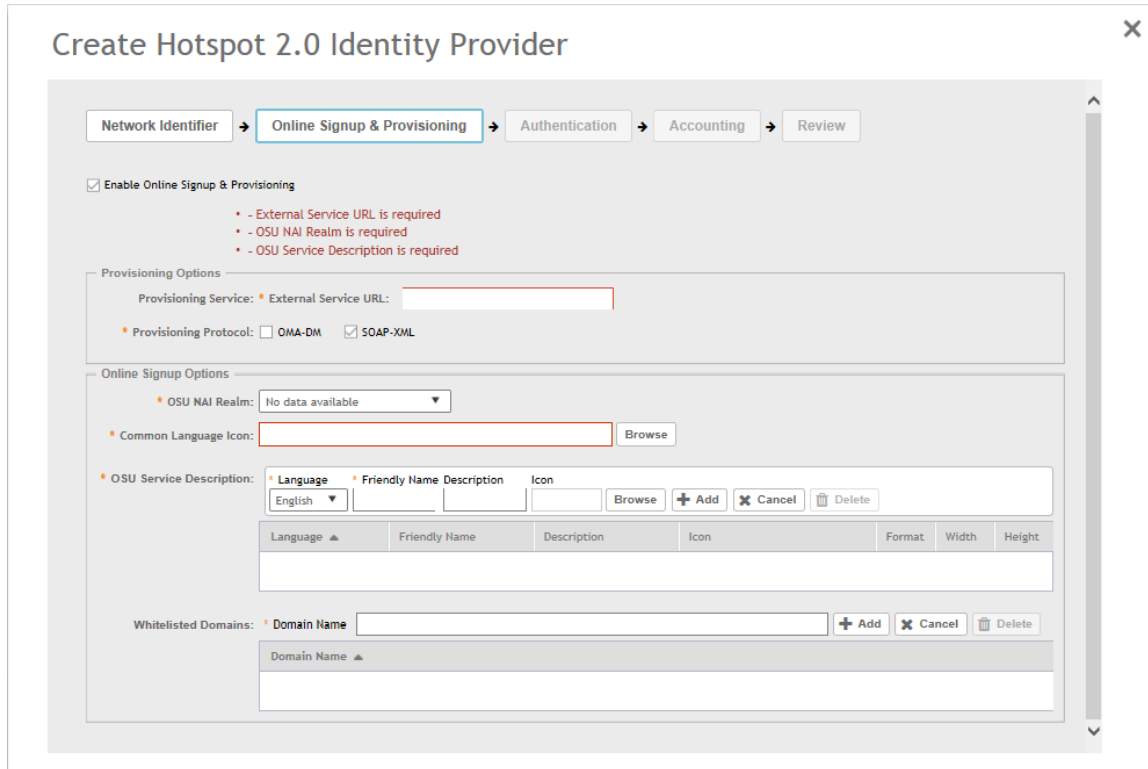 Create Hotspot 2.0 Identity Provider
Network Identifier → Online Signup & Provisioning → Authentication → Accounting → Review
Enable Online Signup & Provisioning
• - External Service URL is required
• - OSU NAI Realm is required
• - OSU Service Description is required
Provisioning Options
Provisioning Service: * External Service URL:
* Provisioning Protocol: OMA-DM SOAP-XML
Online Signup Options
* OSU NAI Realm: No data available
* Common Language Icon: Browse
* OSU Service Description: * Language * Friendly Name Description Icon
English Browse Add Cancel Delete
Language Friendly Name Description Icon Format Width Height
Whitelisted Domains: * Domain Name Add Cancel Delete
Domain Name